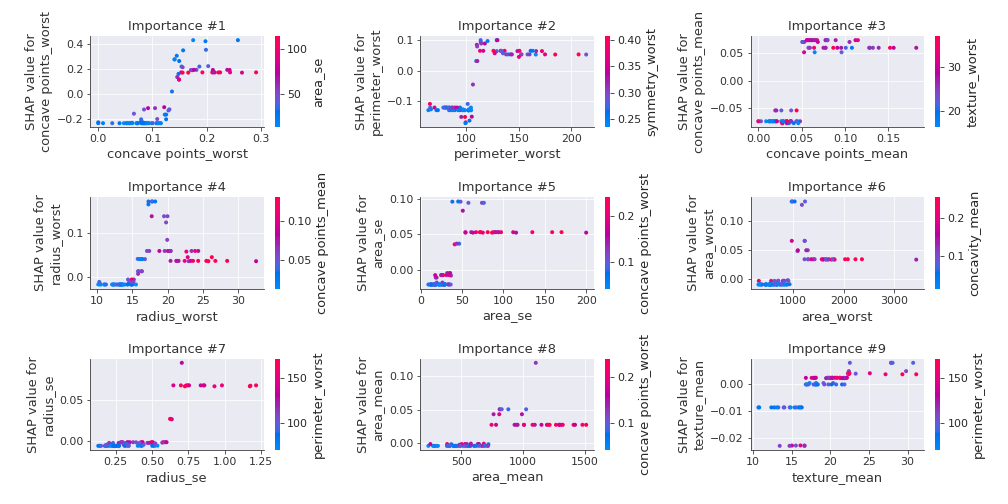 Importance #1
SHAP value for
concave points_worst
0.4
0.2
0.0
−0.2
0.0
0.1
0.2
0.3
concave points_worst
100
50
area_se
Importance #2
SHAP value for
perimeter_worst
0.1
0.0
−0.1
100
150
200
perimeter_worst
0.40
0.35
0.30
0.25
symmetry_worst
Importance #3
SHAP value for
concave points_mean
0.05
0.00
−0.05
0.00
0.05
0.10
0.15
concave points_mean
30
20
texture_worst
Importance #4
SHAP value for
radius_worst
0.1
0.0
10
15
20
25
30
radius_worst
0.10
0.05
concave points_mean
Importance #5
SHAP value for
area_se
0.10
0.05
0.00
0
50
100
150
200
area_se
0.2
0.1
concave points_worst
Importance #6
SHAP value for
area_worst
0.10
0.05
0.00
1000
2000
3000
area_worst
0.2
0.1
concavity_mean
Importance #7
SHAP value for
radius_se
0.05
0.00
0.25
0.50
0.75
1.00
1.25
radius_se
150
100
perimeter_worst
Importance #8
SHAP value for
area_mean
0.10
0.05
0.00
500
1000
1500
area_mean
0.2
0.1
concave points_worst
Importance #9
SHAP value for
texture_mean
0.00
−0.01
−0.02
10
15
20
25
30
texture_mean
150
100
perimeter_worst